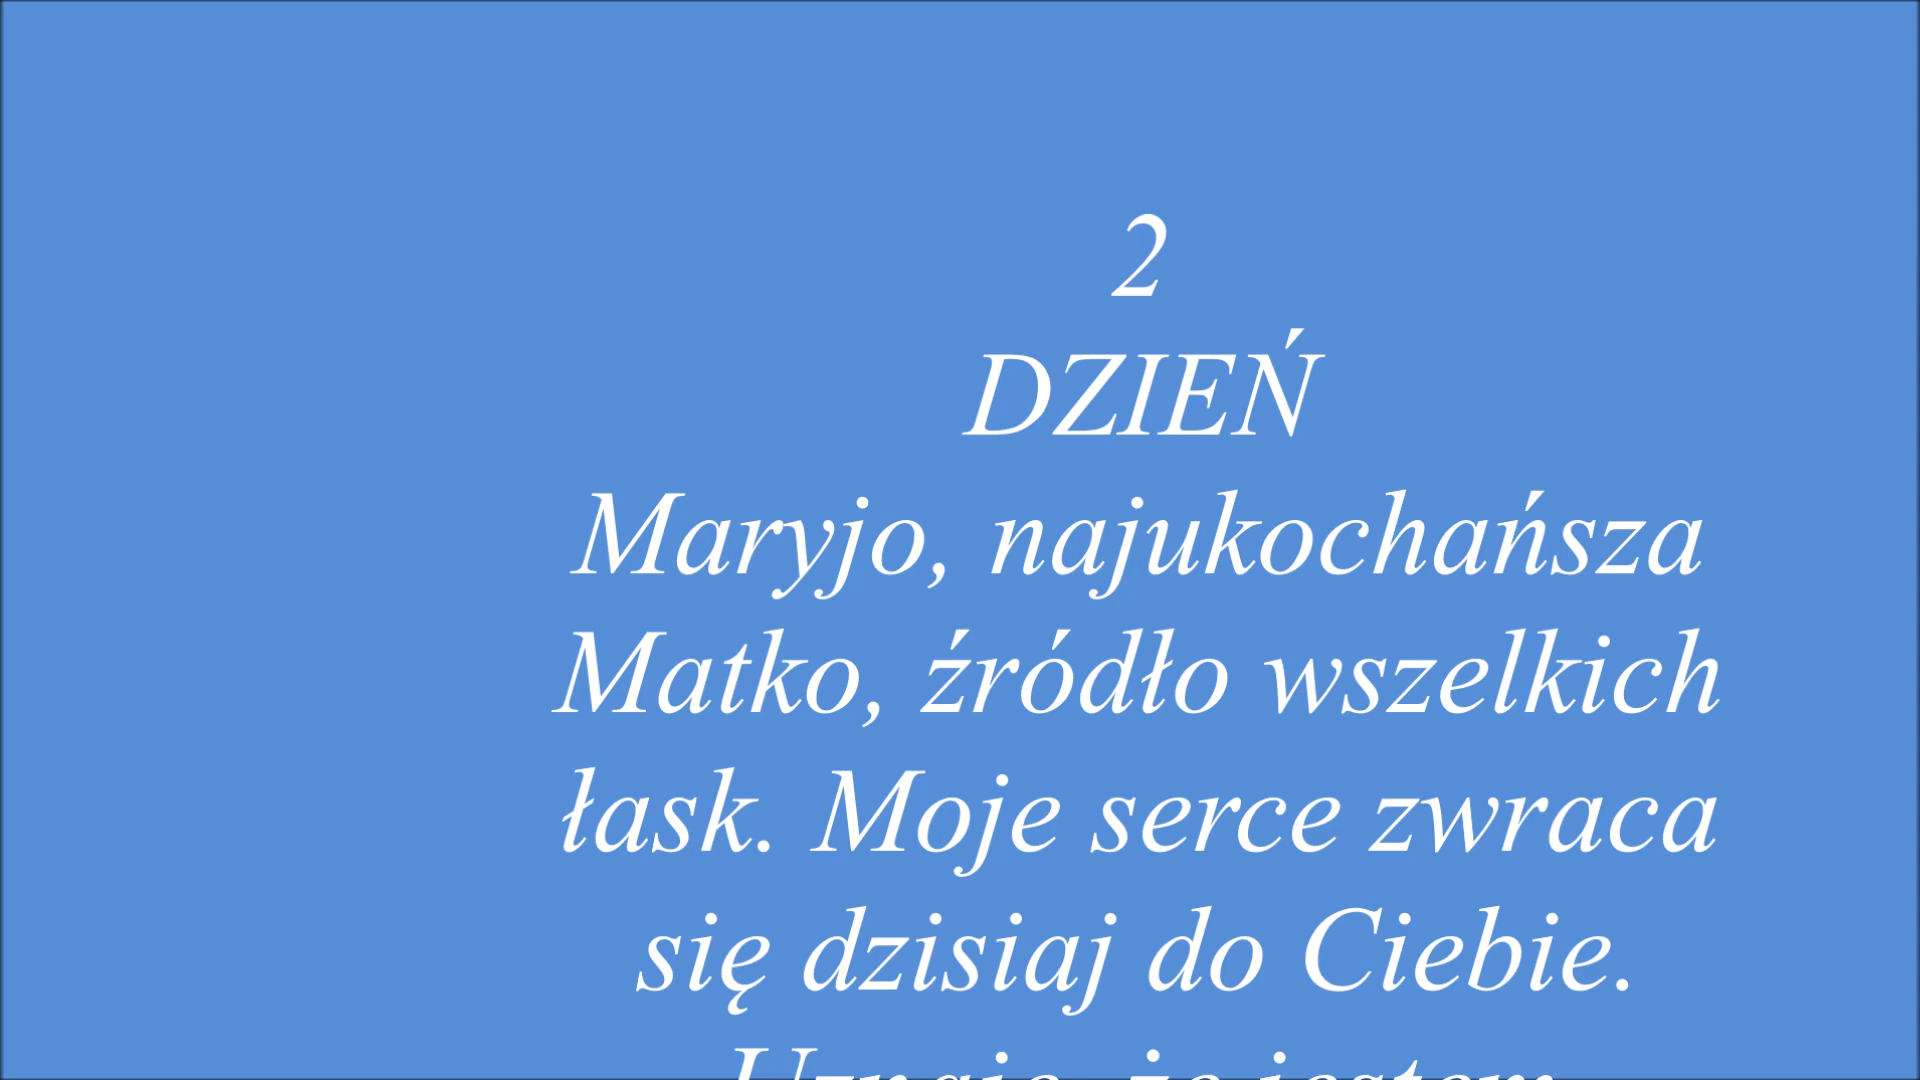 2
DZIEŃ
Maryjo, najukochańsza
Matko, źródło wszelkich
łask. Moje serce zwraca
się dzisiaj do Ciebie.